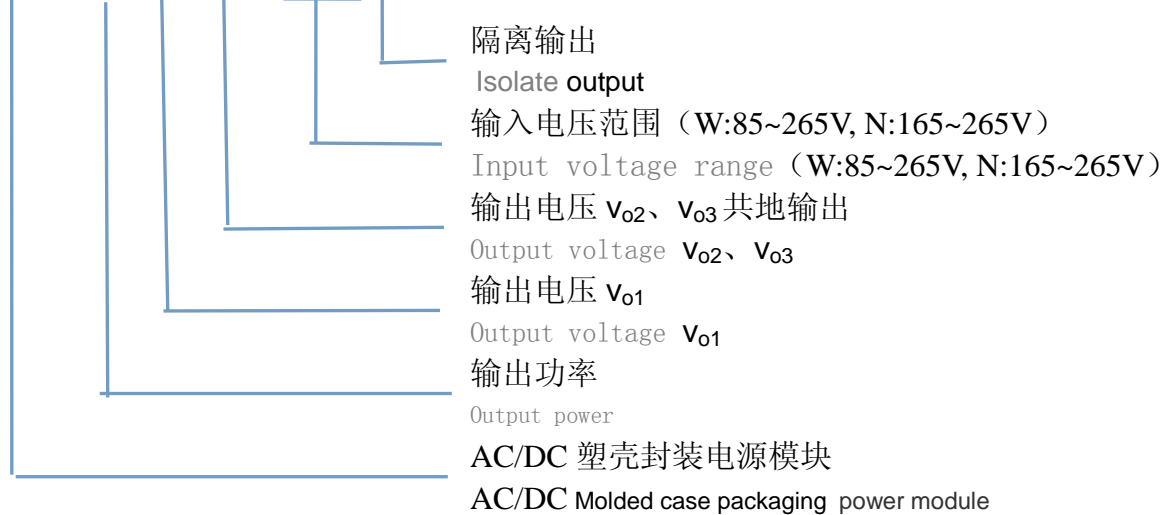 隔离输出
Isolate output
输入电压范围（W:85~265V, N:165~265V）
Input voltage range（W:85~265V, N:165~265V）
输出电压 vo2、vo3 共地输出
Output voltage vo2、vo3
输出电压 vo1
Output voltage vo1
输出功率
Output power
AC/DC 塑壳封装电源模块
AC/DC Molded case packaging power module